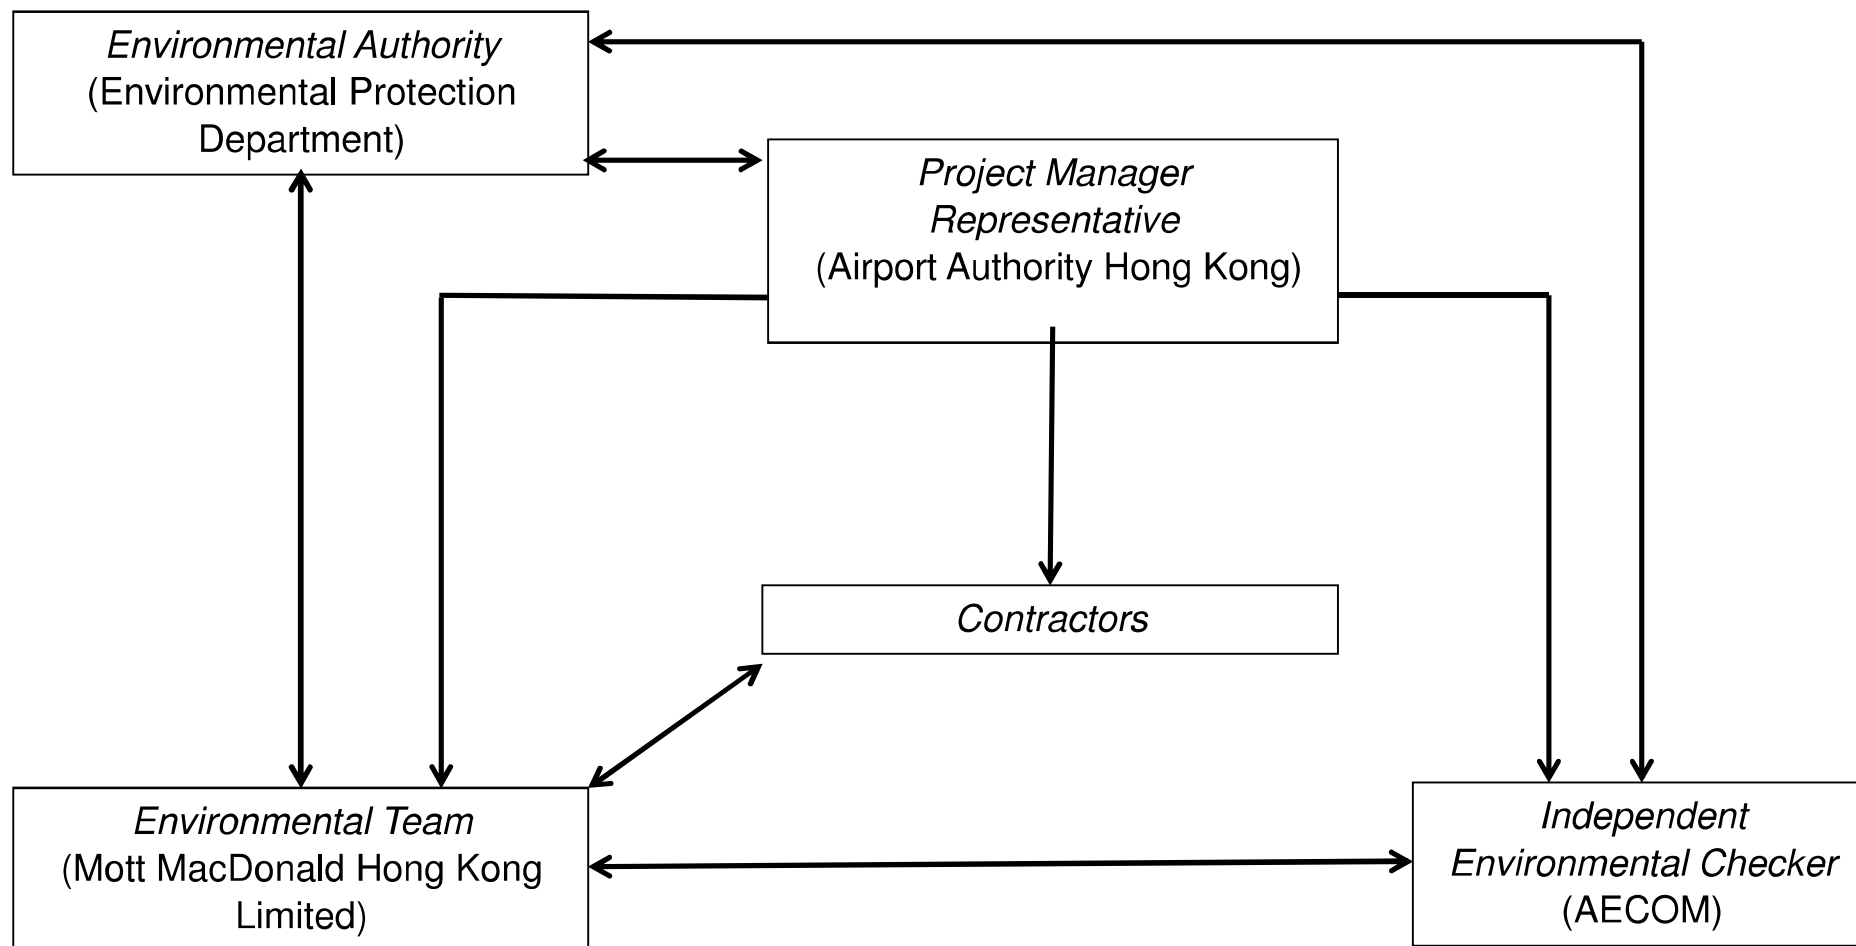 Environmental Authority
(Environmental Protection
Department)
Project Manager
Representative
(Airport Authority Hong Kong)
Contractors
Environmental Team
(Mott MacDonald Hong Kong
Limited)
Independent
Environmental Checker
(AECOM)